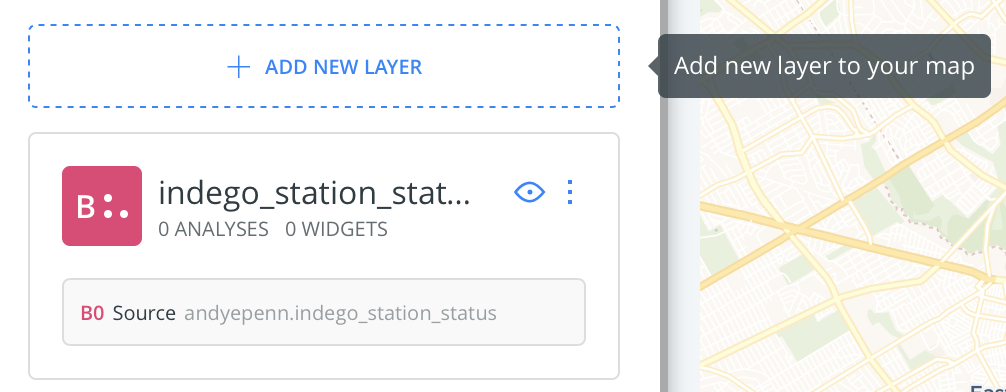 ADD NEW LAYER
Add new layer to your map
B
indego_station_stat...
0 ANALYSES 0 WIDGETS
B0 Source andyepenn.indego_station_status